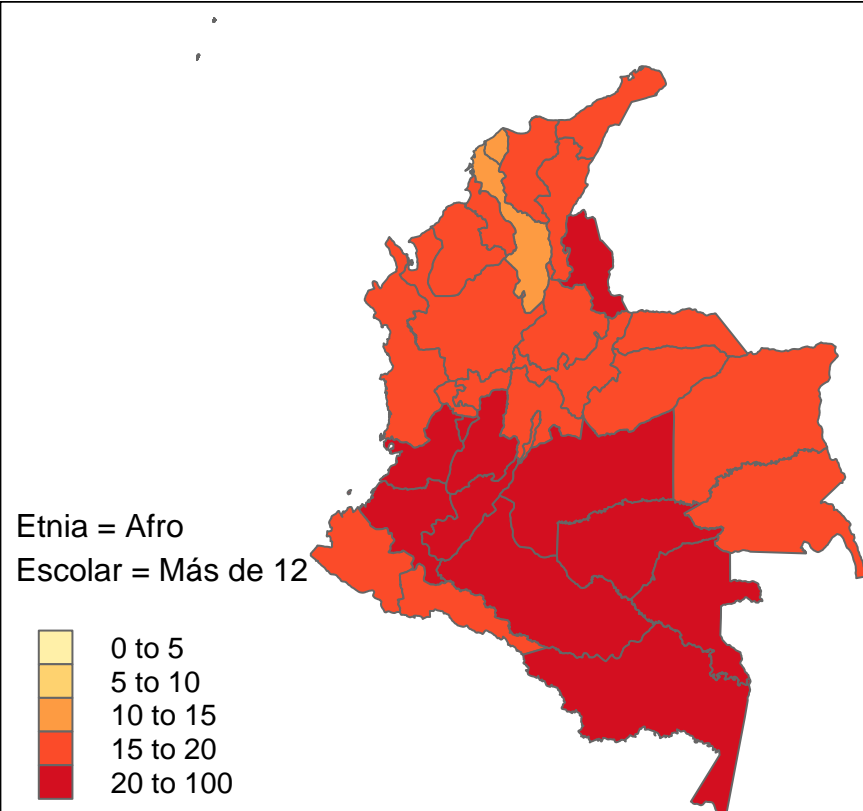 Etnia = Afro
Escolar = Más de 12
0 to 5
5 to 10
10 to 15
15 to 20
20 to 100